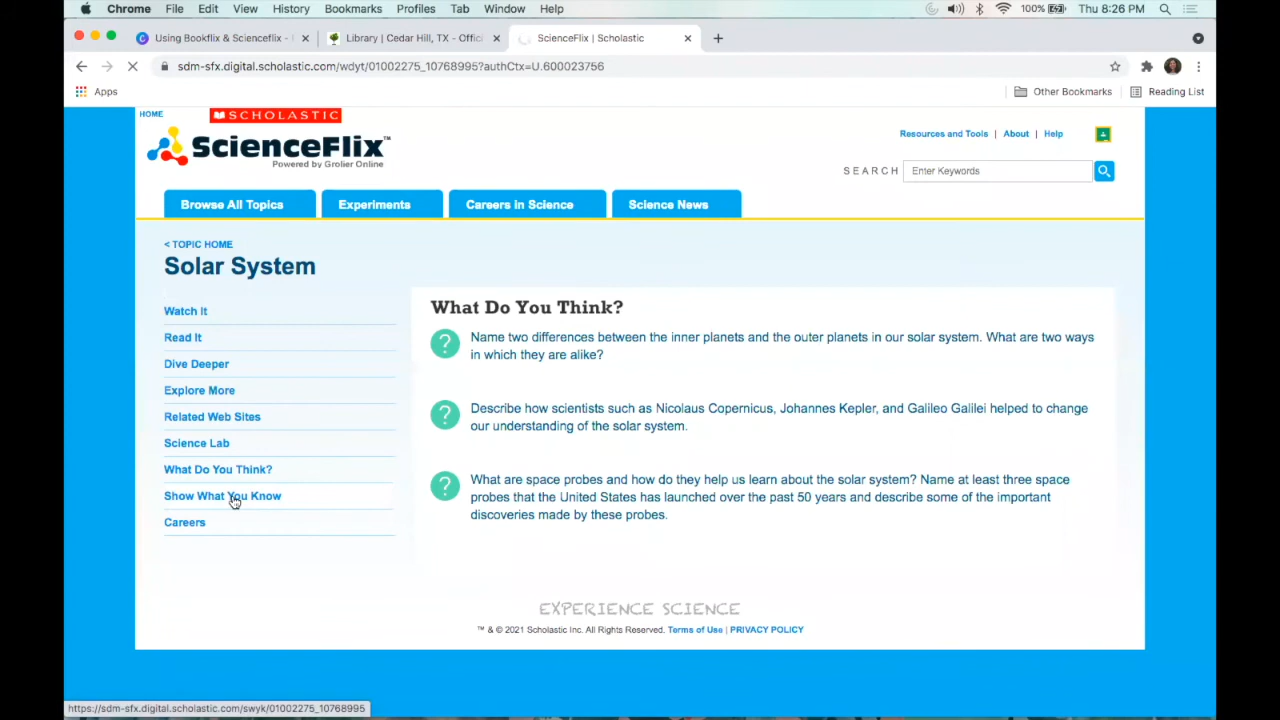 Chrome File Edit View History Bookmarks Profiles Tab Window Help 100% Thu 8:26 PM
Using Bookflix & Scienceflix - Library | Cedar Hill, TX - Offici ScienceFlix | Scholastic
sdm-sfx.digital.scholastic.com/wdyt/01002275_10768995?authCtx=U.600023756
Apps Other Bookmarks Reading List
HOME SCHOLASTIC
ScienceFlix™
Powered by Grolier Online
Resources and Tools | About | Help
SEARCH Enter Keywords
Browse All Topics Experiments Careers in Science Science News
< TOPIC HOME
Solar System
Watch It
Read It
Dive Deeper
Explore More
Related Web Sites
Science Lab
What Do You Think?
Show What You Know
Careers
What Do You Think?
Name two differences between the inner planets and the outer planets in our solar system. What are two ways
in which they are alike?
Describe how scientists such as Nicolaus Copernicus, Johannes Kepler, and Galileo Galilei helped to change
our understanding of the solar system.
What are space probes and how do they help us learn about the solar system? Name at least three space
probes that the United States has launched over the past 50 years and describe some of the important
discoveries made by these probes.
EXPERIENCE SCIENCE
™ & © 2021 Scholastic Inc. All Rights Reserved. Terms of Use | PRIVACY POLICY
https://sdm-sfx.digital.scholastic.com/swyk/01002275_10768995